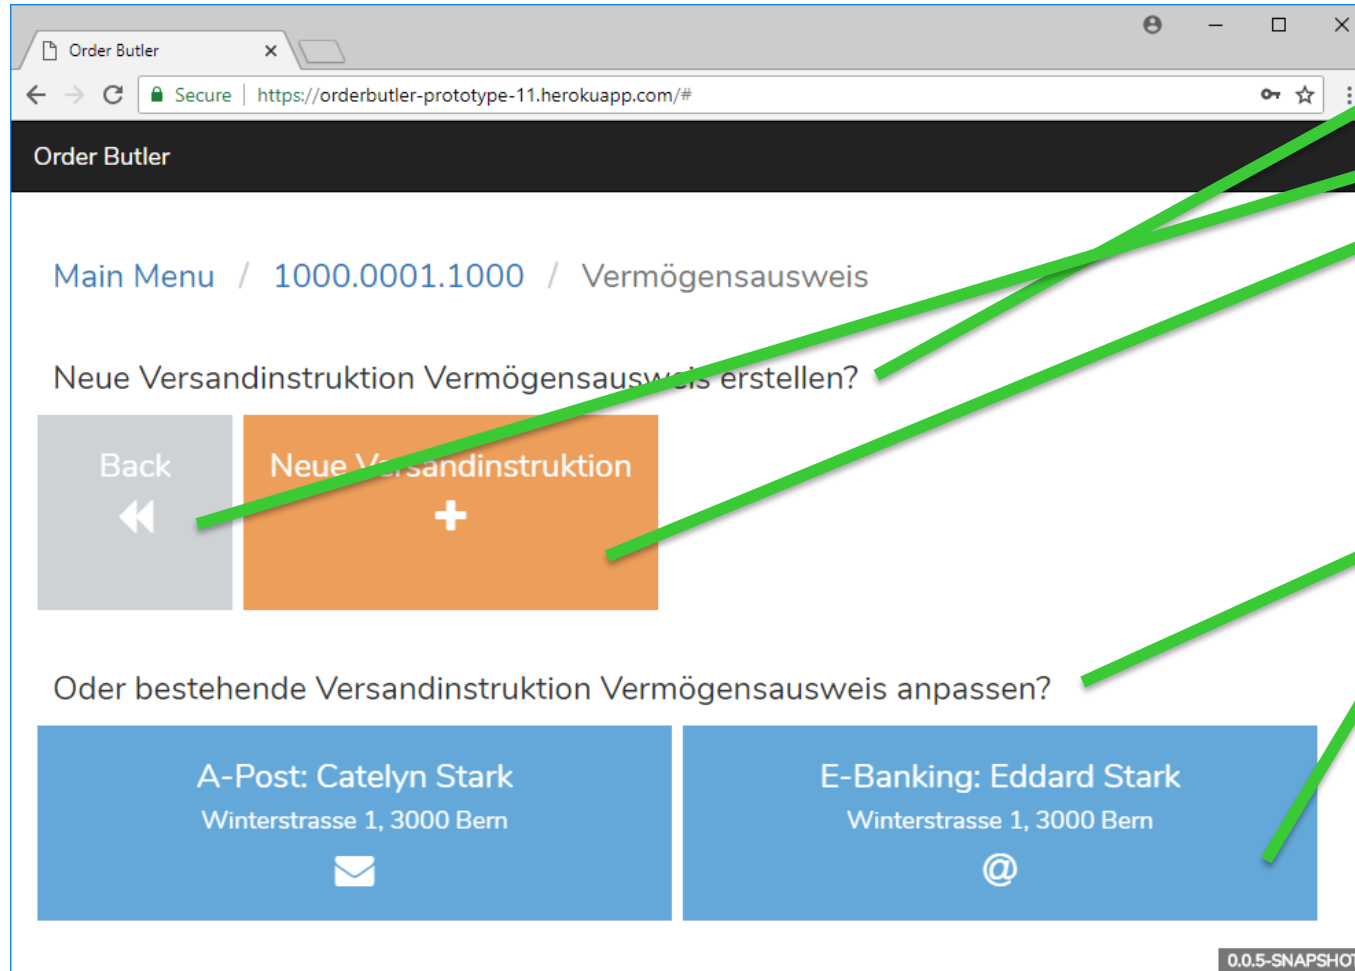 Order Butler
Secure | https://orderbutler-prototype-11.herokuapp.com/#
Order Butler
Main Menu / 1000.0001.1000 / Vermögensausweis
Neue Versandinstruktion Vermögensausweis erstellen?
Back
Neue Versandinstruktion
Oder bestehende Versandinstruktion Vermögensausweis anpassen?
A-Post: Catelyn Stark
Winterstrasse 1, 3000 Bern
E-Banking: Eddard Stark
Winterstrasse 1, 3000 Bern
@
0.0.5-SNAPSHOT